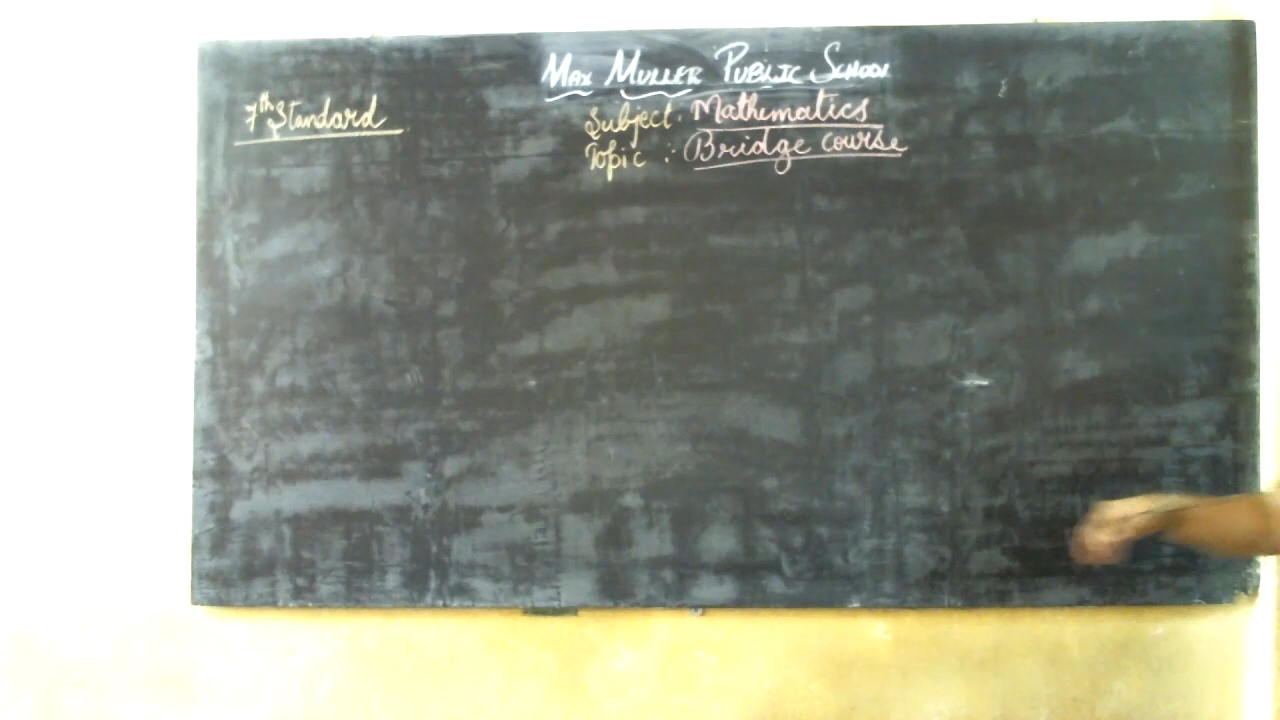 MAX MULLER PUBLIC SCHOOL
7th Standard
Subject. Mathematics
Topic : Bridge course